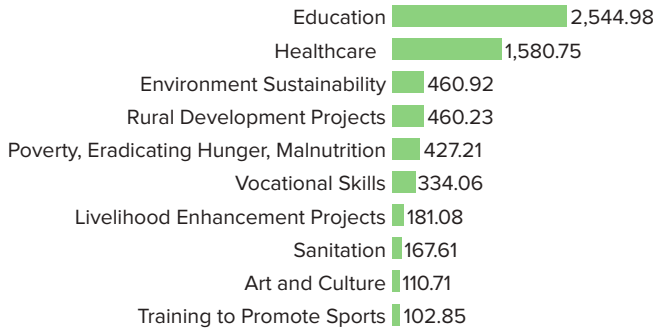 Education 2,544.98
Healthcare 1,580.75
Environment Sustainability 460.92
Rural Development Projects 460.23
Poverty, Eradicating Hunger, Malnutrition 427.21
Vocational Skills 334.06
Livelihood Enhancement Projects 181.08
Sanitation 167.61
Art and Culture 110.71
Training to Promote Sports 102.85